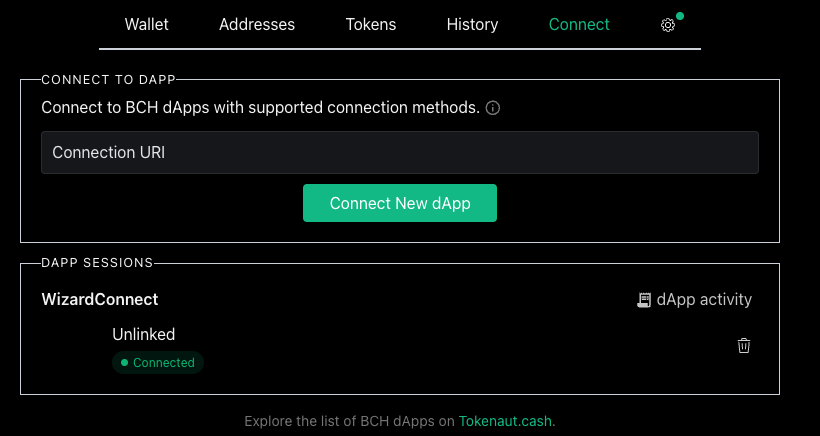 Wallet Addresses Tokens History Connect
CONNECT TO DAPP
Connect to BCH dApps with supported connection methods.
Connection URI
Connect New dApp
DAPP SESSIONS
WizardConnect dApp activity
Unlinked
Connected
Explore the list of BCH dApps on Tokenaut.cash.